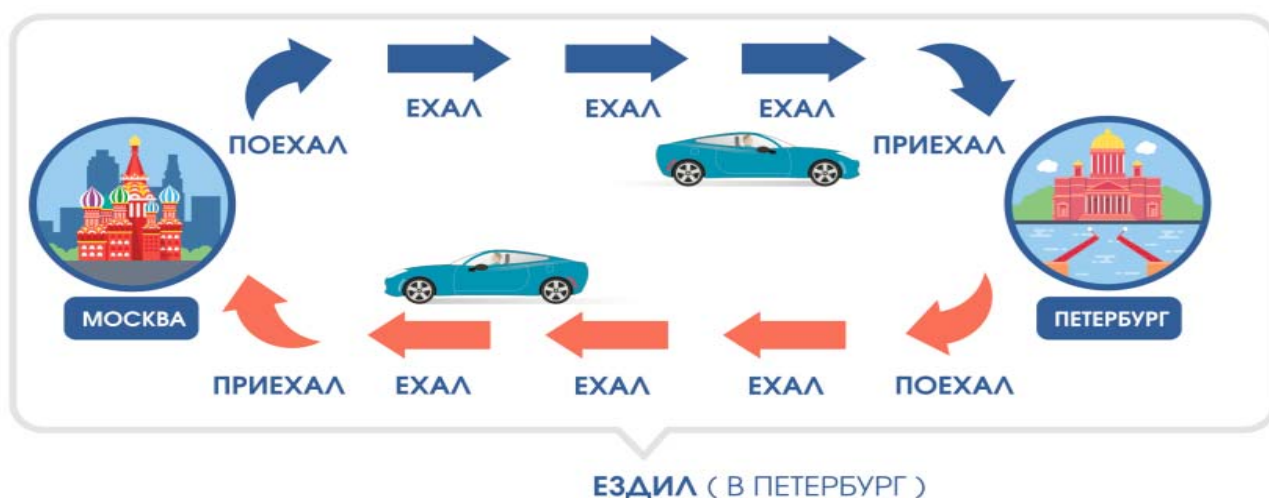 ЕХАЛ ЕХАЛ ЕХАЛ
ПОЕХАЛ ПРИЕХАЛ
МОСКВА ПЕТЕРБУРГ
ПРИЕХАЛ ЕХАЛ ЕХАЛ ЕХАЛ ПОЕХАЛ
ЕЗДИЛ ( В ПЕТЕРБУРГ )